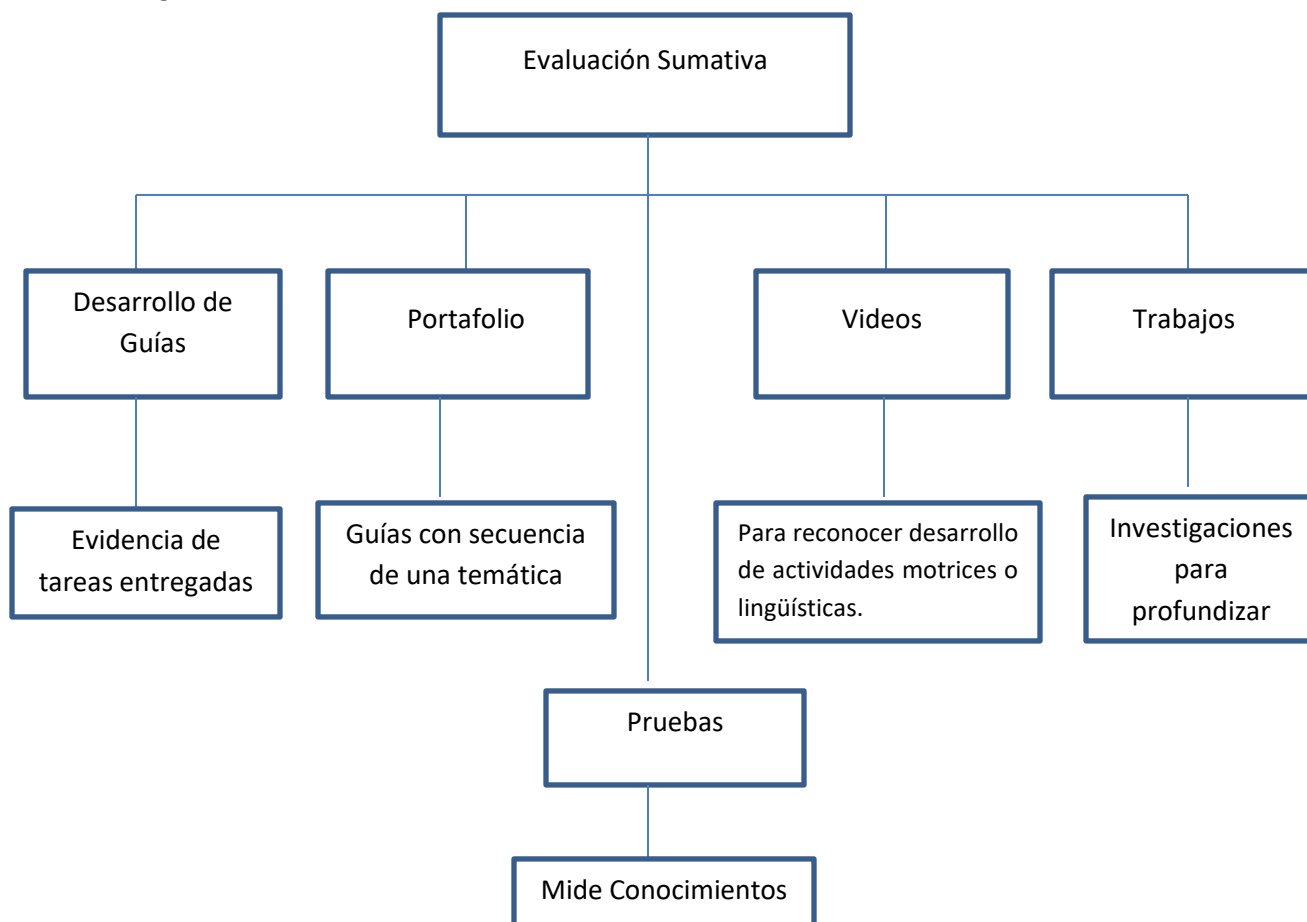 Evaluación Sumativa
Desarrollo de
Guías
Portafolio
Videos
Trabajos
Evidencia de
tareas entregadas
Guías con secuencia
de una temática
Para reconocer desarrollo
de actividades motrices o
lingüísticas.
Investigaciones
para
profundizar
Pruebas
Mide Conocimientos